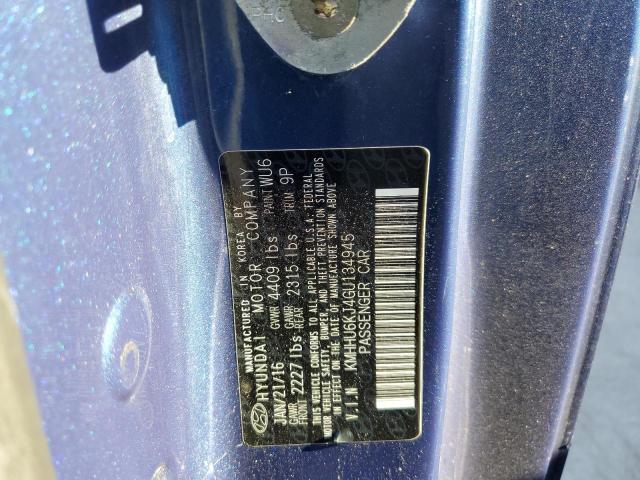 MANUFACTURED IN KOREA BY
HYUNDAI MOTOR COMPANY
JAN/21/16 GVWR 4409 lbs PAINT WU6
GAWR FRONT 2227 lbs GAWR REAR 2315 lbs TRIM 9P
THIS VEHICLE CONFORMS TO ALL APPLICABLE U.S.A. FEDERAL
MOTOR VEHICLE SAFETY, BUMPER, AND THEFT PREVENTION STANDARDS
IN EFFECT ON THE DATE OF MANUFACTURE SHOWN ABOVE
V.I.N KMHHU6KJ4GU134945
PASSENGER CAR